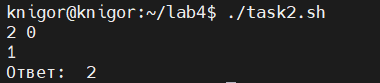 knigor@knigor:~/lab4$ ./task2.sh
2 0
1
Ответ:  2